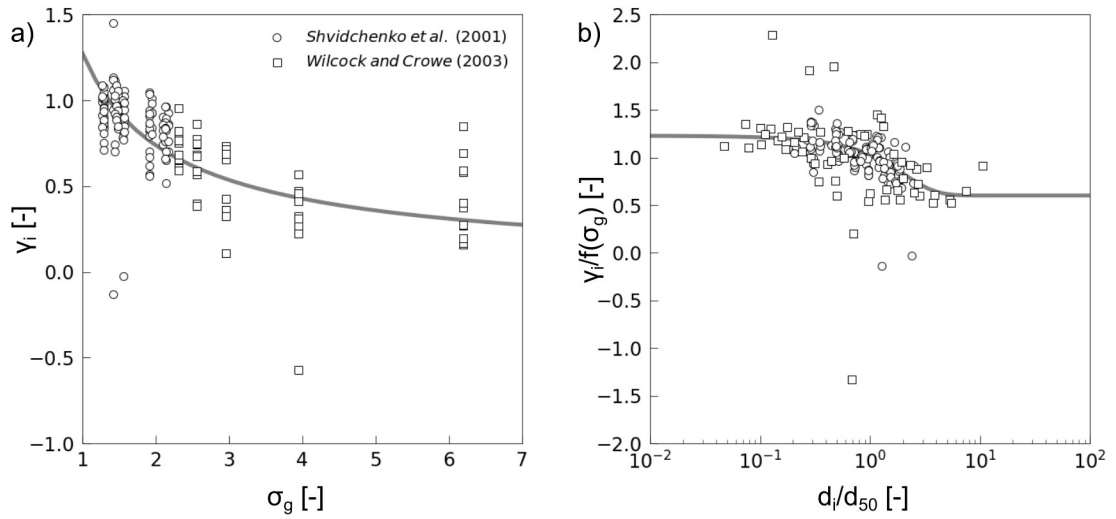 a)
γi [-]
1.5
1.0
0.5
0.0
−0.5
−1.0
Shvidchenko et al. (2001)
Wilcock and Crowe (2003)
1 2 3 4 5 6 7
σg [-]
b)
γi/f(σg) [-]
2.5
2.0
1.5
1.0
0.5
0.0
−0.5
−1.0
−1.5
−2.0
10−2 10−1 100 101 102
di/d50 [-]